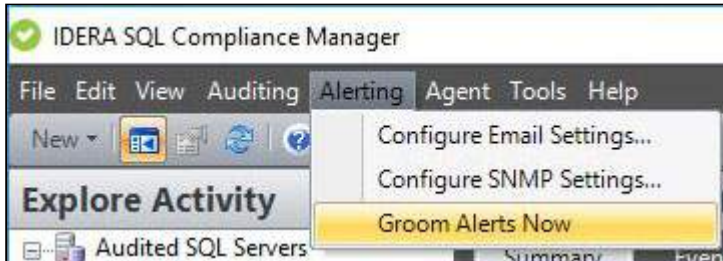 IDERA SQL Compliance Manager
File Edit View Auditing Alerting Agent Tools Help
New
Configure Email Settings...
Configure SNMP Settings...
Explore Activity
Groom Alerts Now
Audited SQL Servers
Summary